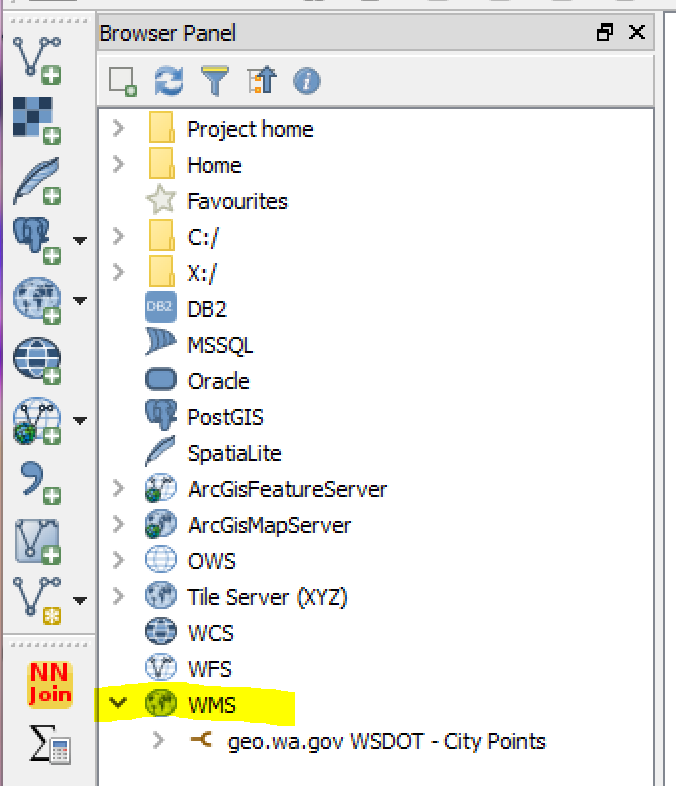 Browser Panel
Project home
Home
Favourites
C:/
X:/
DB2
DB2
MSSQL
Oracle
PostGIS
SpatiaLite
ArcGisFeatureServer
ArcGisMapServer
OWS
Tile Server (XYZ)
WCS
WFS
NN
Join
WMS
geo.wa.gov WSDOT - City Points